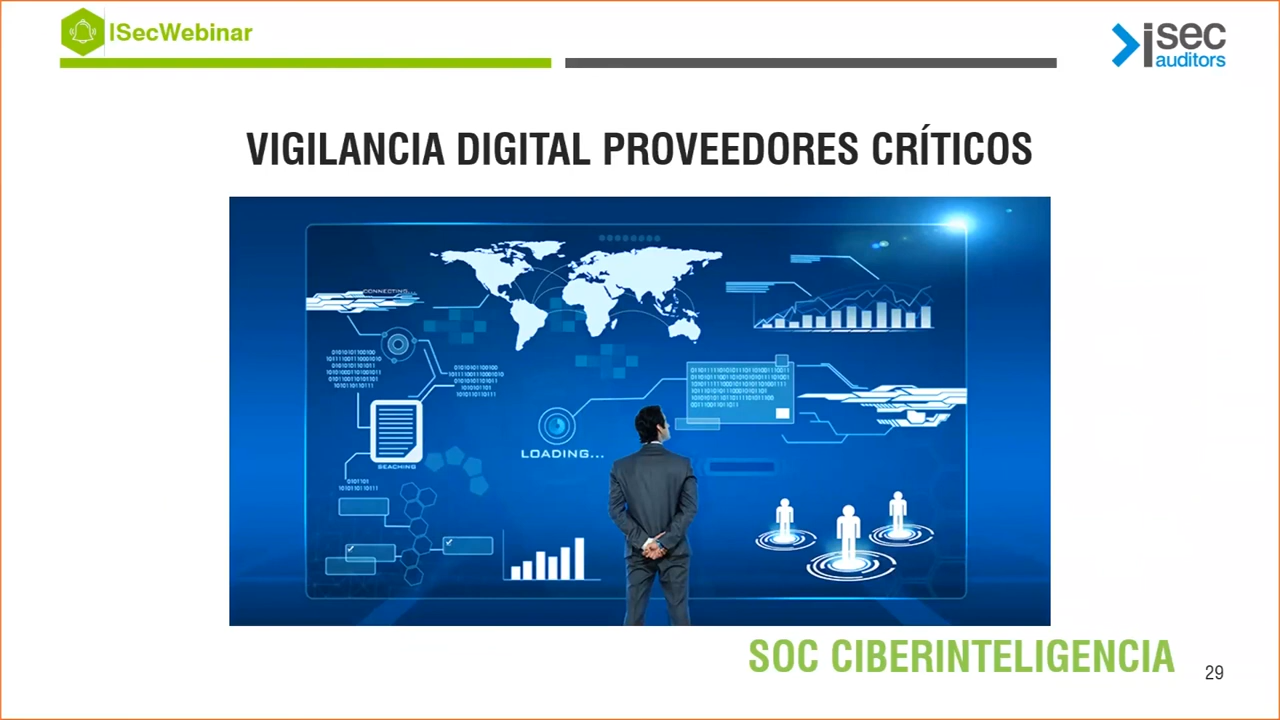 ISecWebinar
isec
auditors
VIGILANCIA DIGITAL PROVEEDORES CRÍTICOS
CONNECTING...
LOADING...
SEACHING
SOC CIBERINTELIGENCIA
29